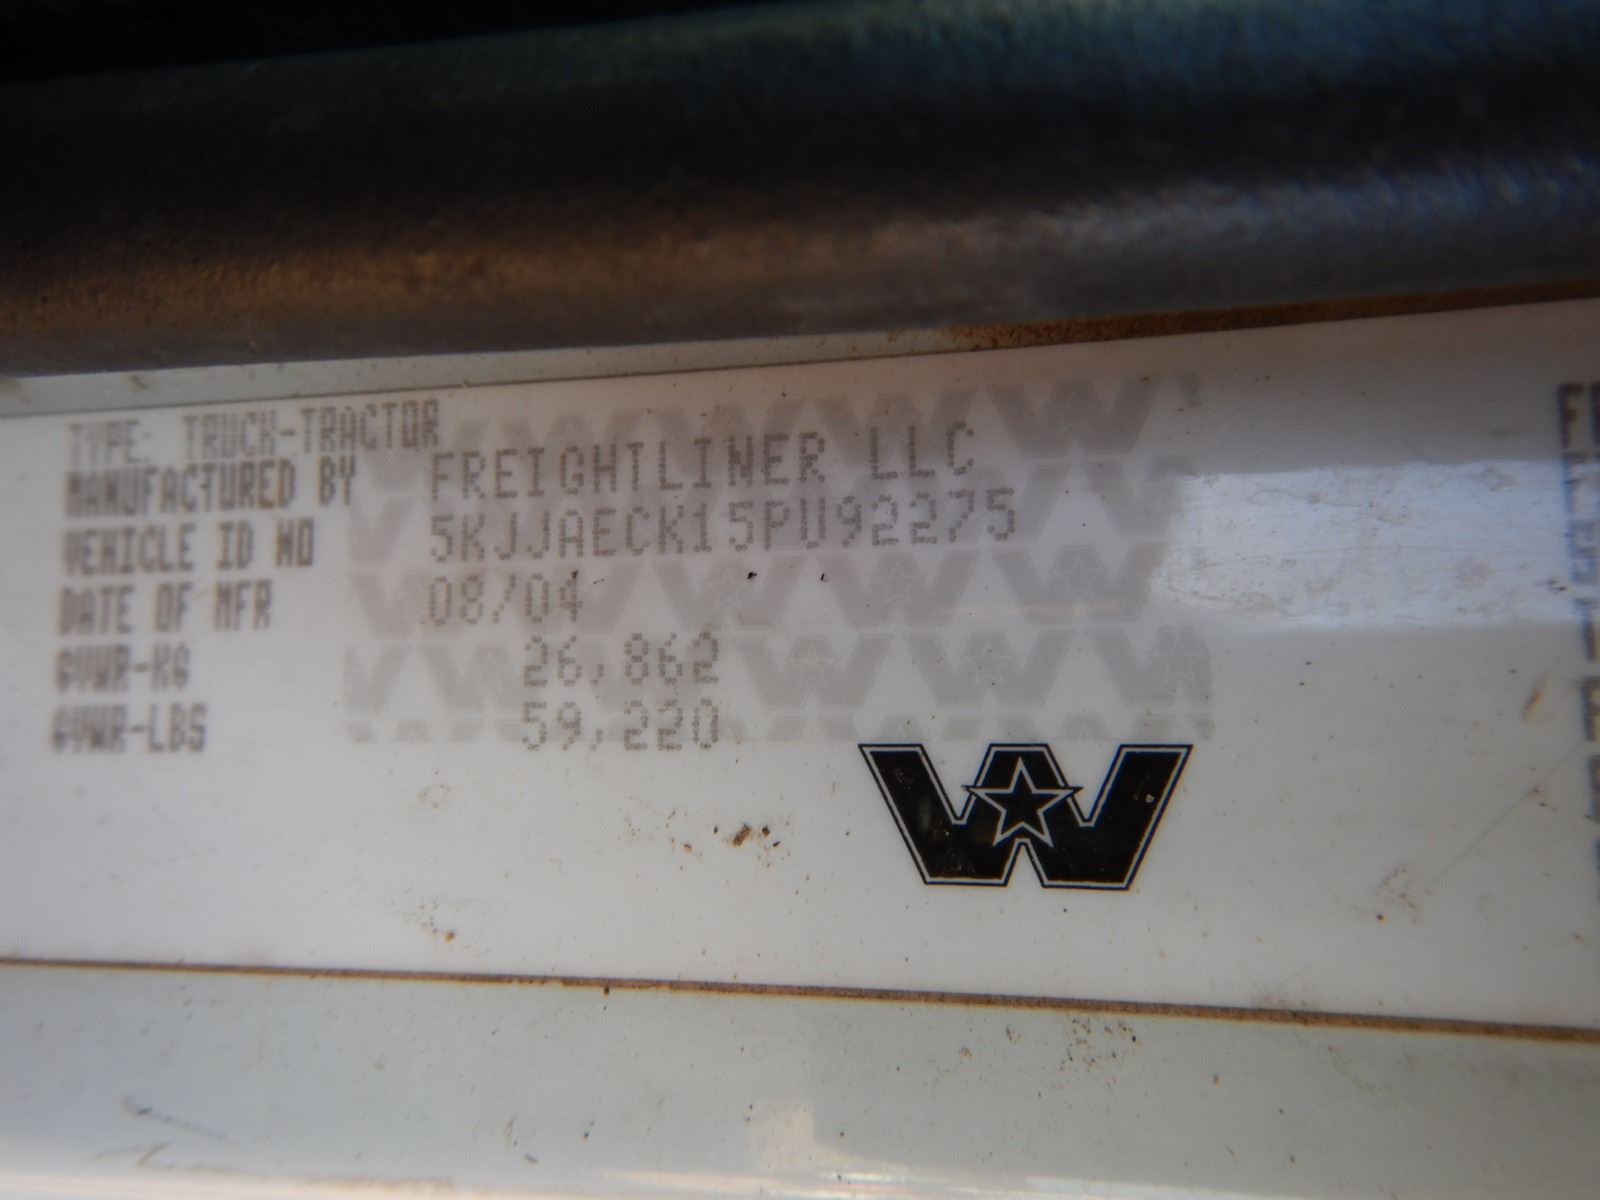 TYPE: TRUCK-TRACTOR
MANUFACTURED BY FREIGHTLINER LLC
VEHICLE ID NO 5KJJAECK15PU92275
DATE OF MFR 08/04
GVWR-KG 26,862
GVWR-LBS 59,220